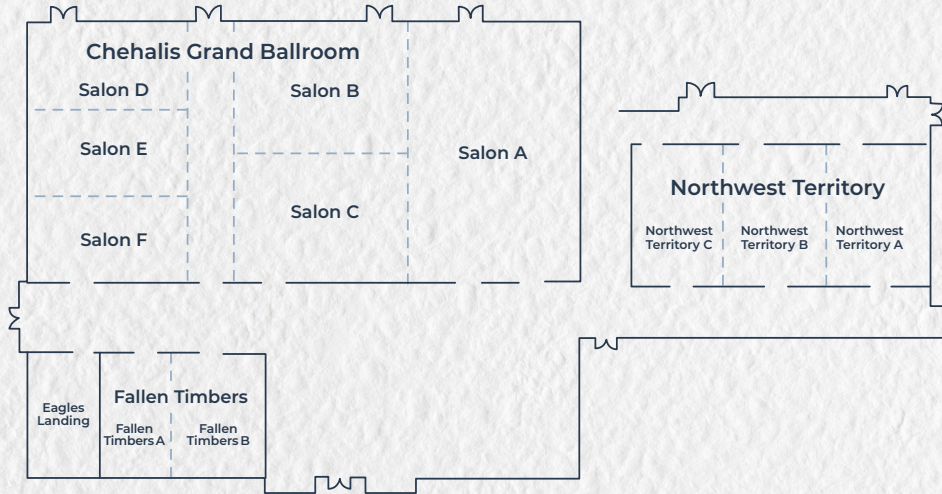 Chehalis Grand Ballroom
Salon D
Salon B
Salon E
Salon A
Salon C
Salon F
Northwest Territory
Northwest
Territory C
Northwest
Territory B
Northwest
Territory A
Eagles
Landing
Fallen Timbers
Fallen
Timbers A
Fallen
Timbers B